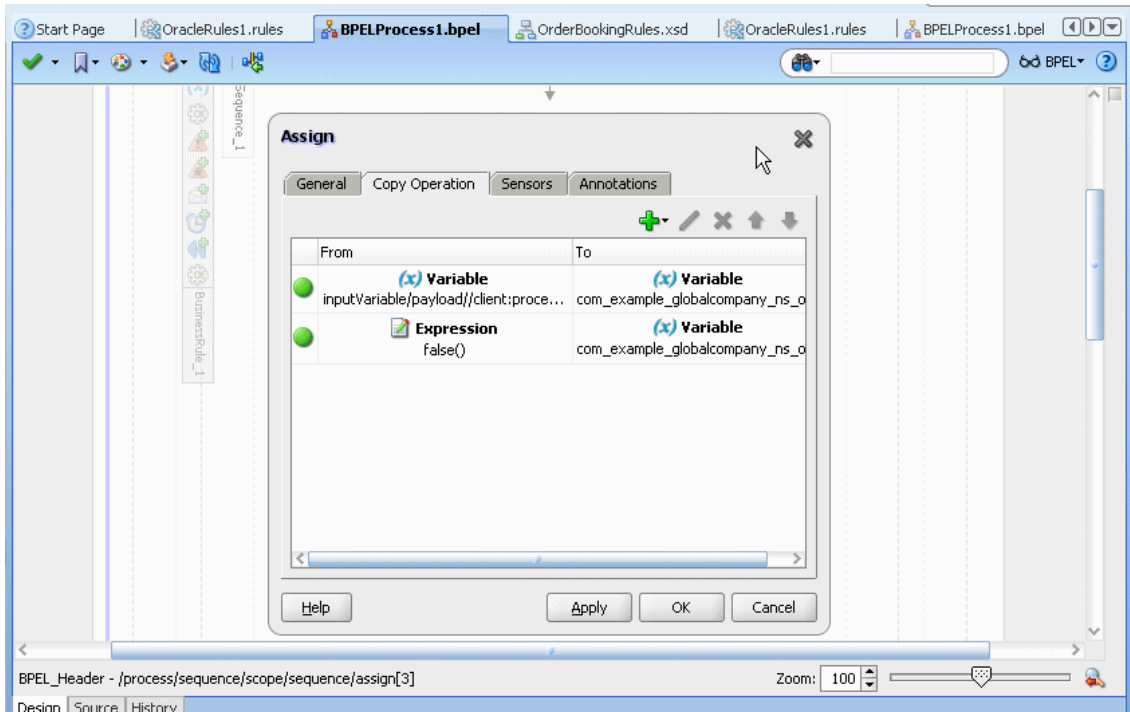 Start Page OracleRules1.rules BPELProcess1.bpel OrderBookingRules.xsd OracleRules1.rules BPELProcess1.bpel
BPEL
Sequence_1
Assign
General Copy Operation Sensors Annotations
From To
(x) Variable (x) Variable
inputVariable/payload//client:proce... com_example_globalcompany_ns_o
Expression (x) Variable
false() com_example_globalcompany_ns_o
BusinessRule_1
Help Apply OK Cancel
BPEL_Header - /process/sequence/scope/sequence/assign[3] Zoom: 100
Design Source History